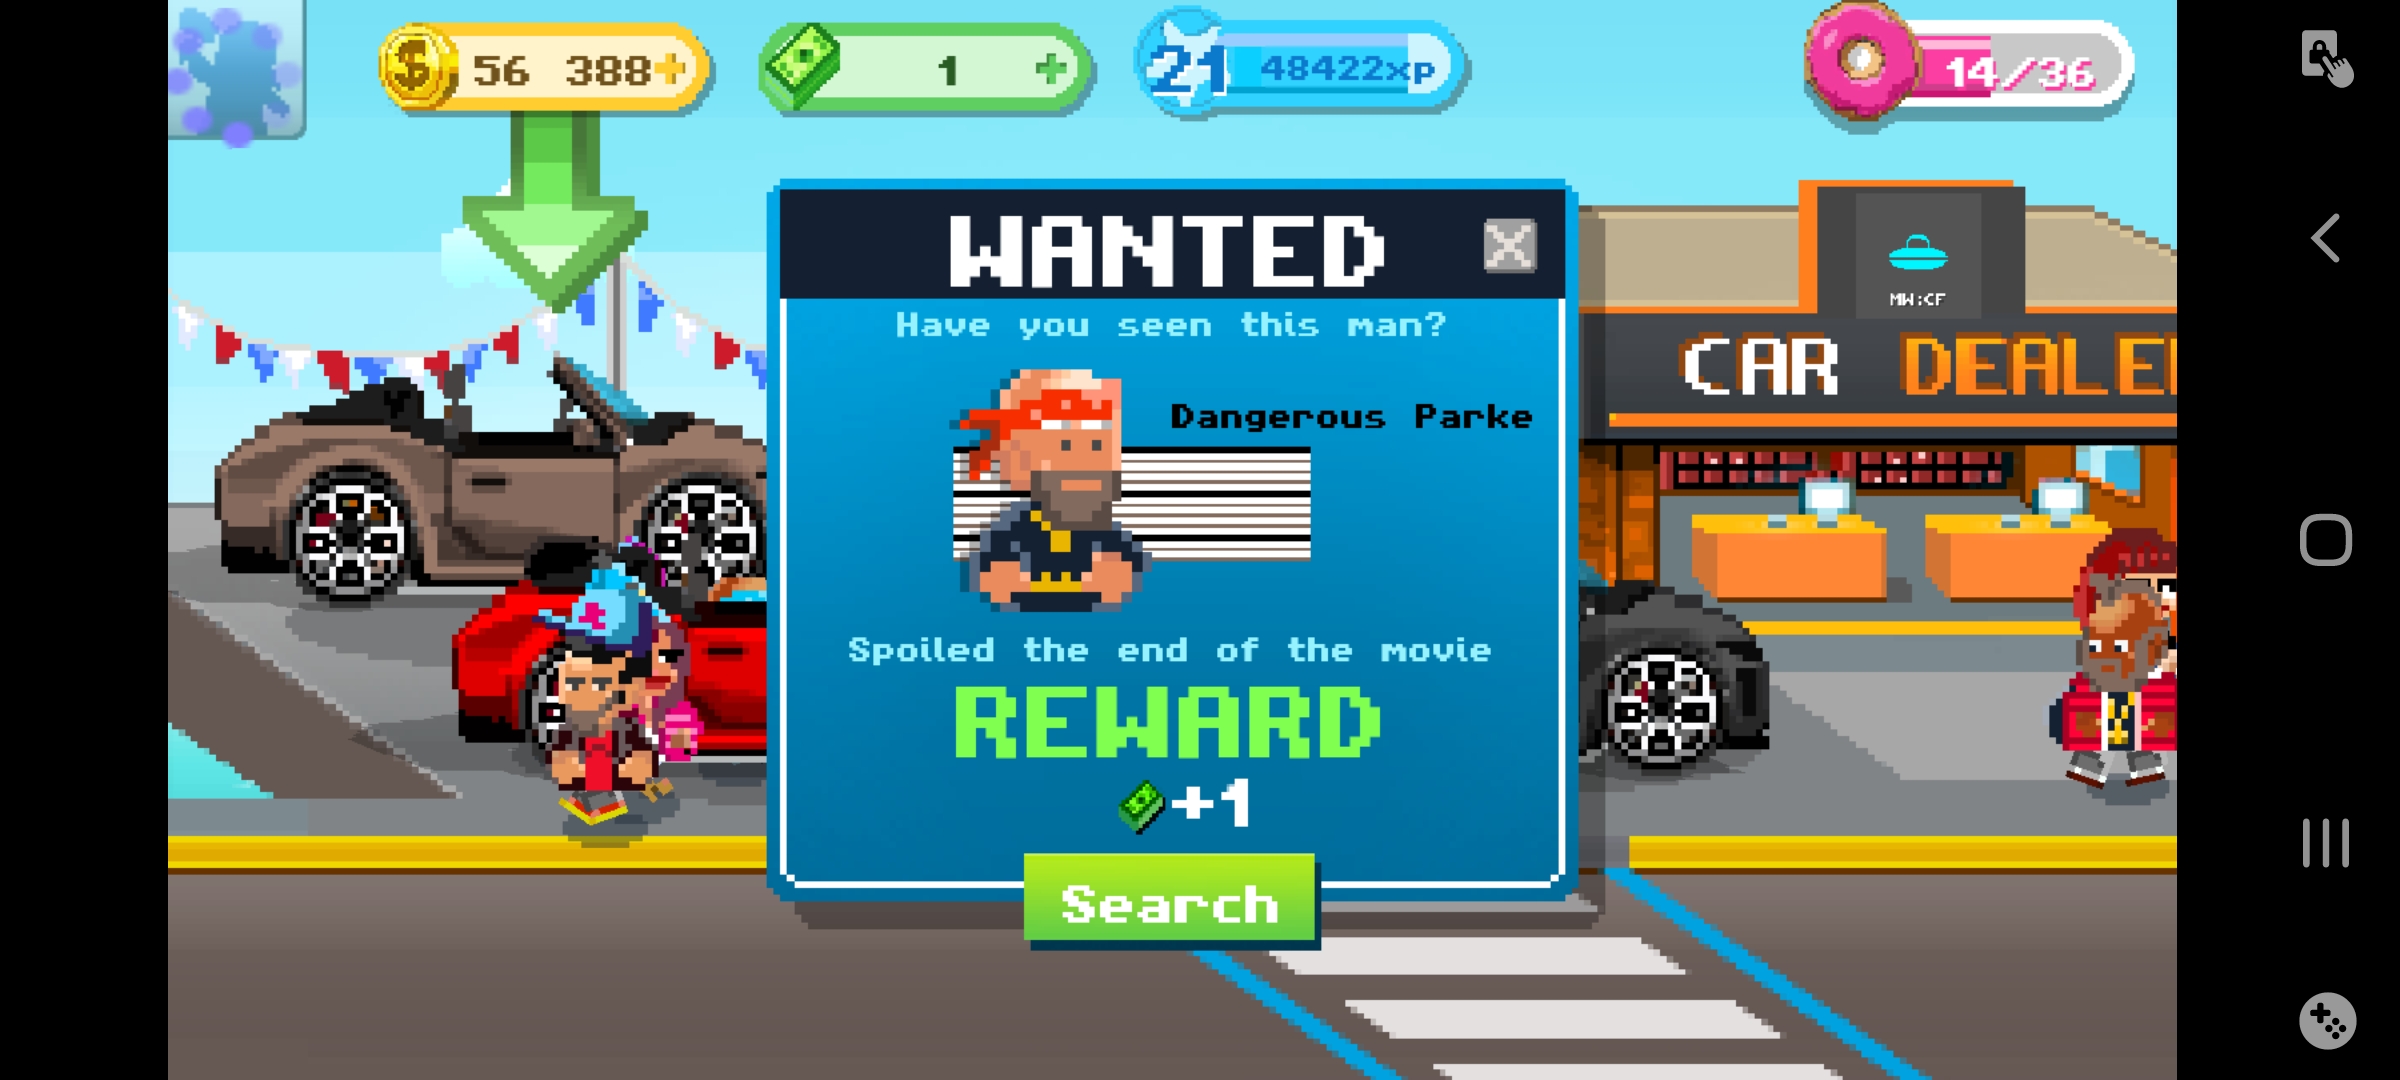 56 388
1
21
48422xp
14/36
WANTED
Have you seen this man?
Dangerous Parke
Spoiled the end of the movie
REWARD
+1
Search
MW:CF
CAR DEALE